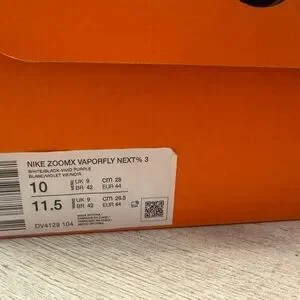 NIKE ZOOMX VAPORFLY NEXT% 3
WHITE/BLACK-VIVID PURPLE
BLANC/VIOLET VIF/NOIR
10 UK 9 cm 28
BR 42 EUR 44
11.5 UK 9 cm 28.5
BR 42 EUR 44
DV4129 104